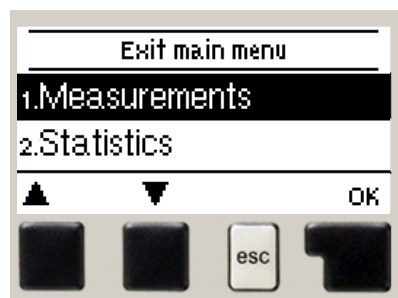 Exit main menu
1.Measurements
2.Statistics
▲ ▼ OK
esc